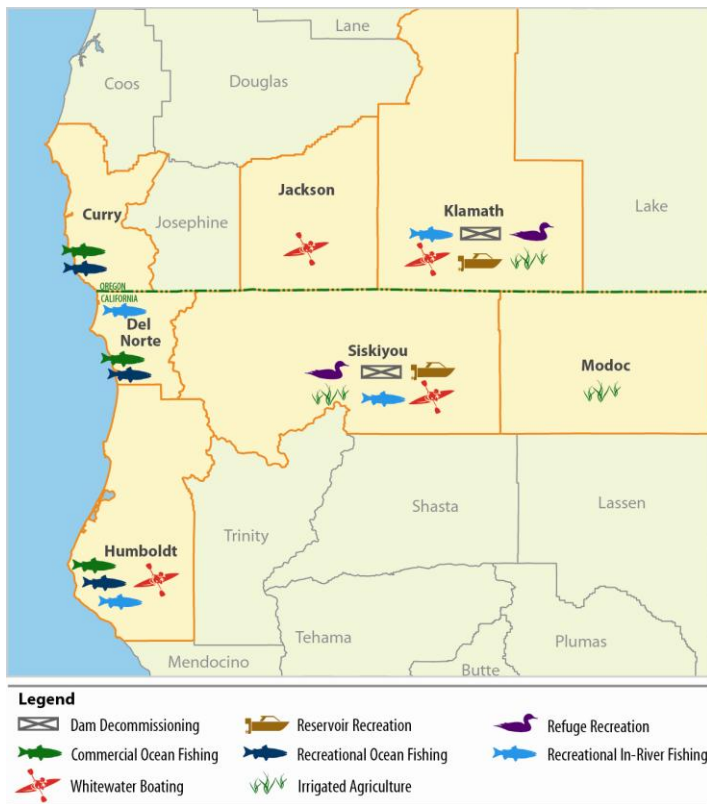 Lane
Coos
Douglas
Curry
Josephine
Jackson
Klamath
Lake
OREGON
CALIFORNIA
Del
Norte
Siskiyou
Modoc
Humboldt
Trinity
Shasta
Lassen
Mendocino
Tehama
Butte
Plumas
Legend
Dam Decommissioning
Reservoir Recreation
Refuge Recreation
Commercial Ocean Fishing
Recreational Ocean Fishing
Recreational In-River Fishing
Whitewater Boating
Irrigated Agriculture